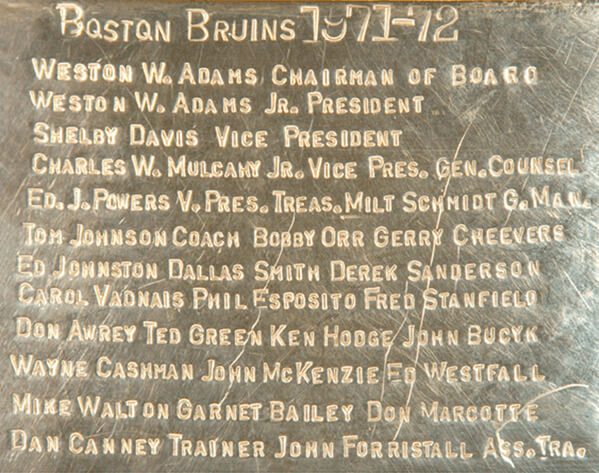 BOSTON BRUINS 1971-72
WESTON W. ADAMS CHAIRMAN OF BOARD
WESTON W. ADAMS JR. PRESIDENT
SHELBY DAVIS VICE PRESIDENT
CHARLES W. MULCAHY JR. VICE PRES. GEN. COUNSEL
ED. J. POWERS V. PRES. TREAS. MILT SCHMIDT G. MAN.
TOM JOHNSON COACH BOBBY ORR GERRY CHEEVERS
ED JOHNSTON DALLAS SMITH DEREK SANDERSON
CAROL VADNAIS PHIL ESPOSITO FRED STANFIELD
DON AWREY TED GREEN KEN HODGE JOHN BUCYK
WAYNE CASHMAN JOHN MCKENZIE ED WESTFALL
MIKE WALTON GARNET BAILEY DON MARCOTTE
DAN CANNEY TRAINER JOHN FORRISTALL ASS. TRA.